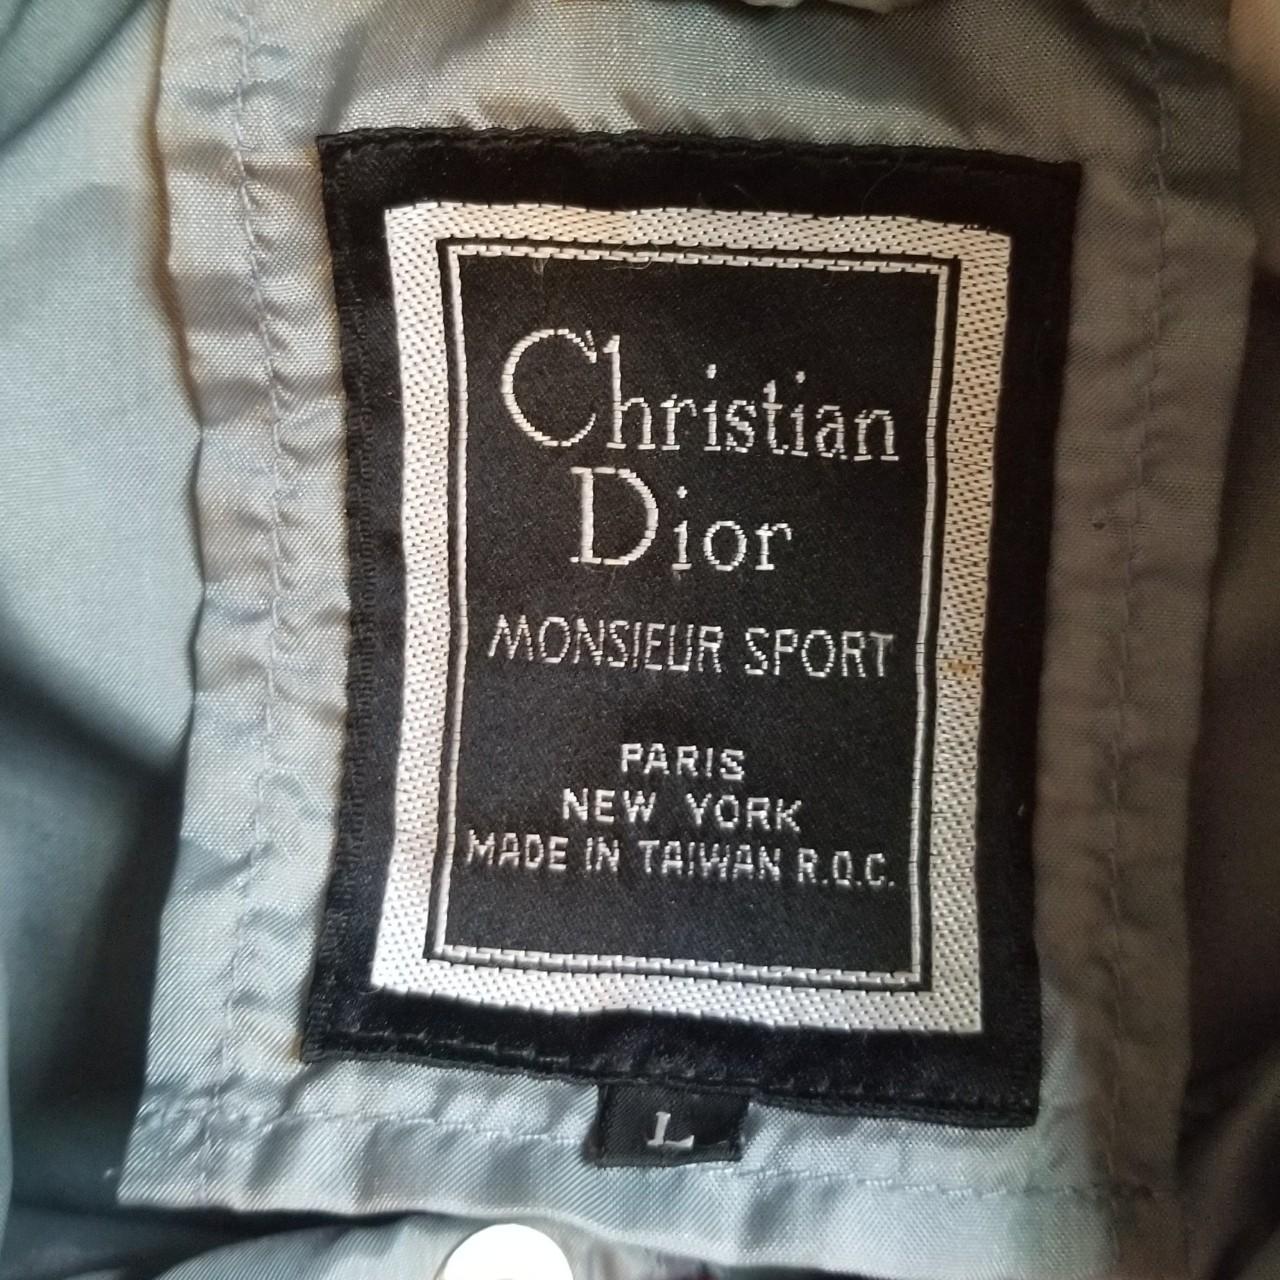 Christian
Dior
MONSIEUR SPORT
PARIS
NEW YORK
MADE IN TAIWAN R.O.C.
L